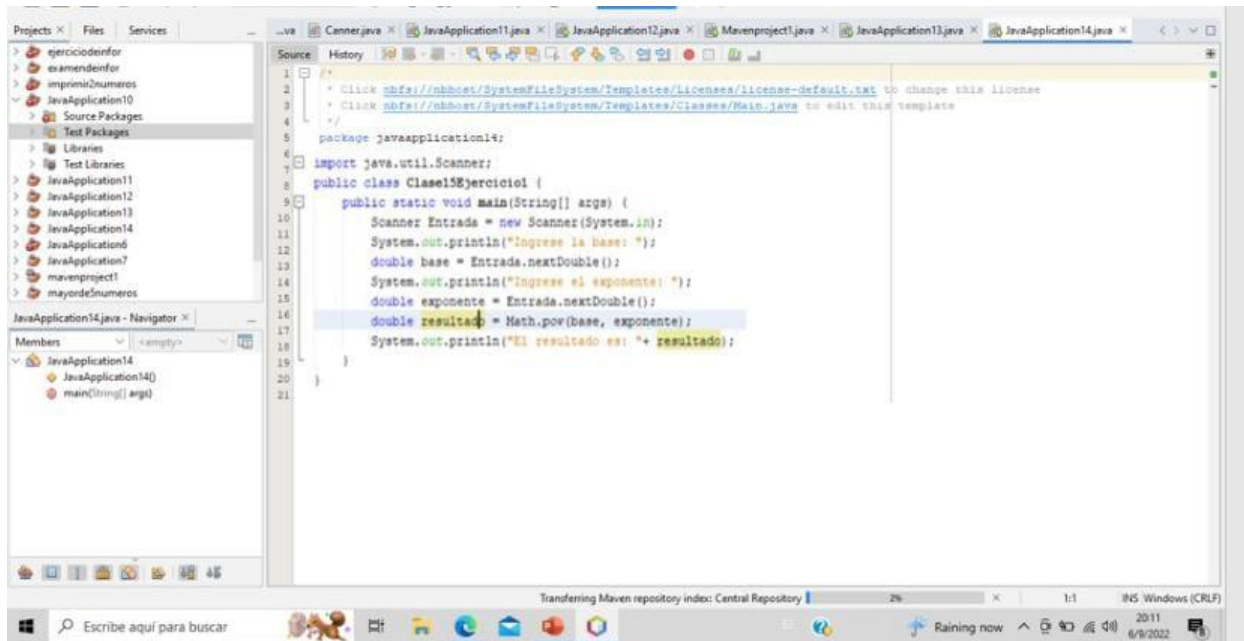 Projects × Files Services
ejerciciodeinfor
examendeinfor
imprimir2numeros
JavaApplication10
Source Packages
Test Packages
Libraries
Test Libraries
JavaApplication11
JavaApplication12
JavaApplication13
JavaApplication14
JavaApplication6
JavaApplication7
mavenproject1
mayorde5numeros
JavaApplication14.java - Navigator ×
Members <empty>
JavaApplication14
JavaApplication14()
main(String[] args)
...va Canner.java × JavaApplication11.java × JavaApplication12.java × Mavenproject1.java × JavaApplication13.java × JavaApplication14.java ×
Source History
1 /*
2 * Click nbfs://nbhost/SystemFileSystem/Templates/Licenses/license-default.txt to change this license
3 * Click nbfs://nbhost/SystemFileSystem/Templates/Classes/Main.java to edit this template
4 */
5 package javaapplication14;
6
7 import java.util.Scanner;
8 public class Clase15Ejercicio1 {
9 public static void main(String[] args) {
10 Scanner Entrada = new Scanner(System.in);
11
12 System.out.println("Ingrese la base: ");
13 double base = Entrada.nextDouble();
14 System.out.println("Ingrese el exponente: ");
15 double exponente = Entrada.nextDouble();
16 double resultado = Math.pow(base, exponente);
17
18 System.out.println("El resultado es: "+ resultado);
19 }
20 }
21
Transferring Maven repository index: Central Repository 2% × 1:1 INS Windows (CRLF)
Escribe aquí para buscar
Raining now
20:11
6/9/2022